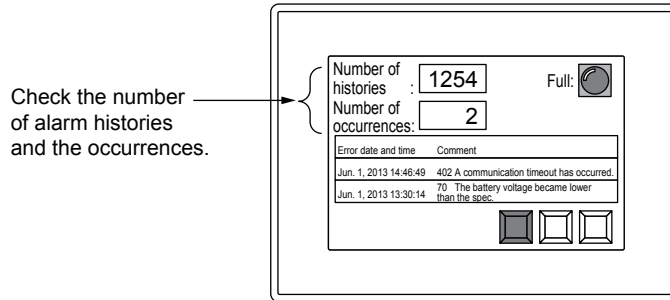 Number of
histories : 1254 Full:
Number of
occurrences: 2
Check the number
of alarm histories
and the occurrences.
Error date and time Comment
Jun. 1, 2013 14:46:49 402 A communication timeout has occurred.
Jun. 1, 2013 13:30:14 70 The battery voltage became lower
than the spec.